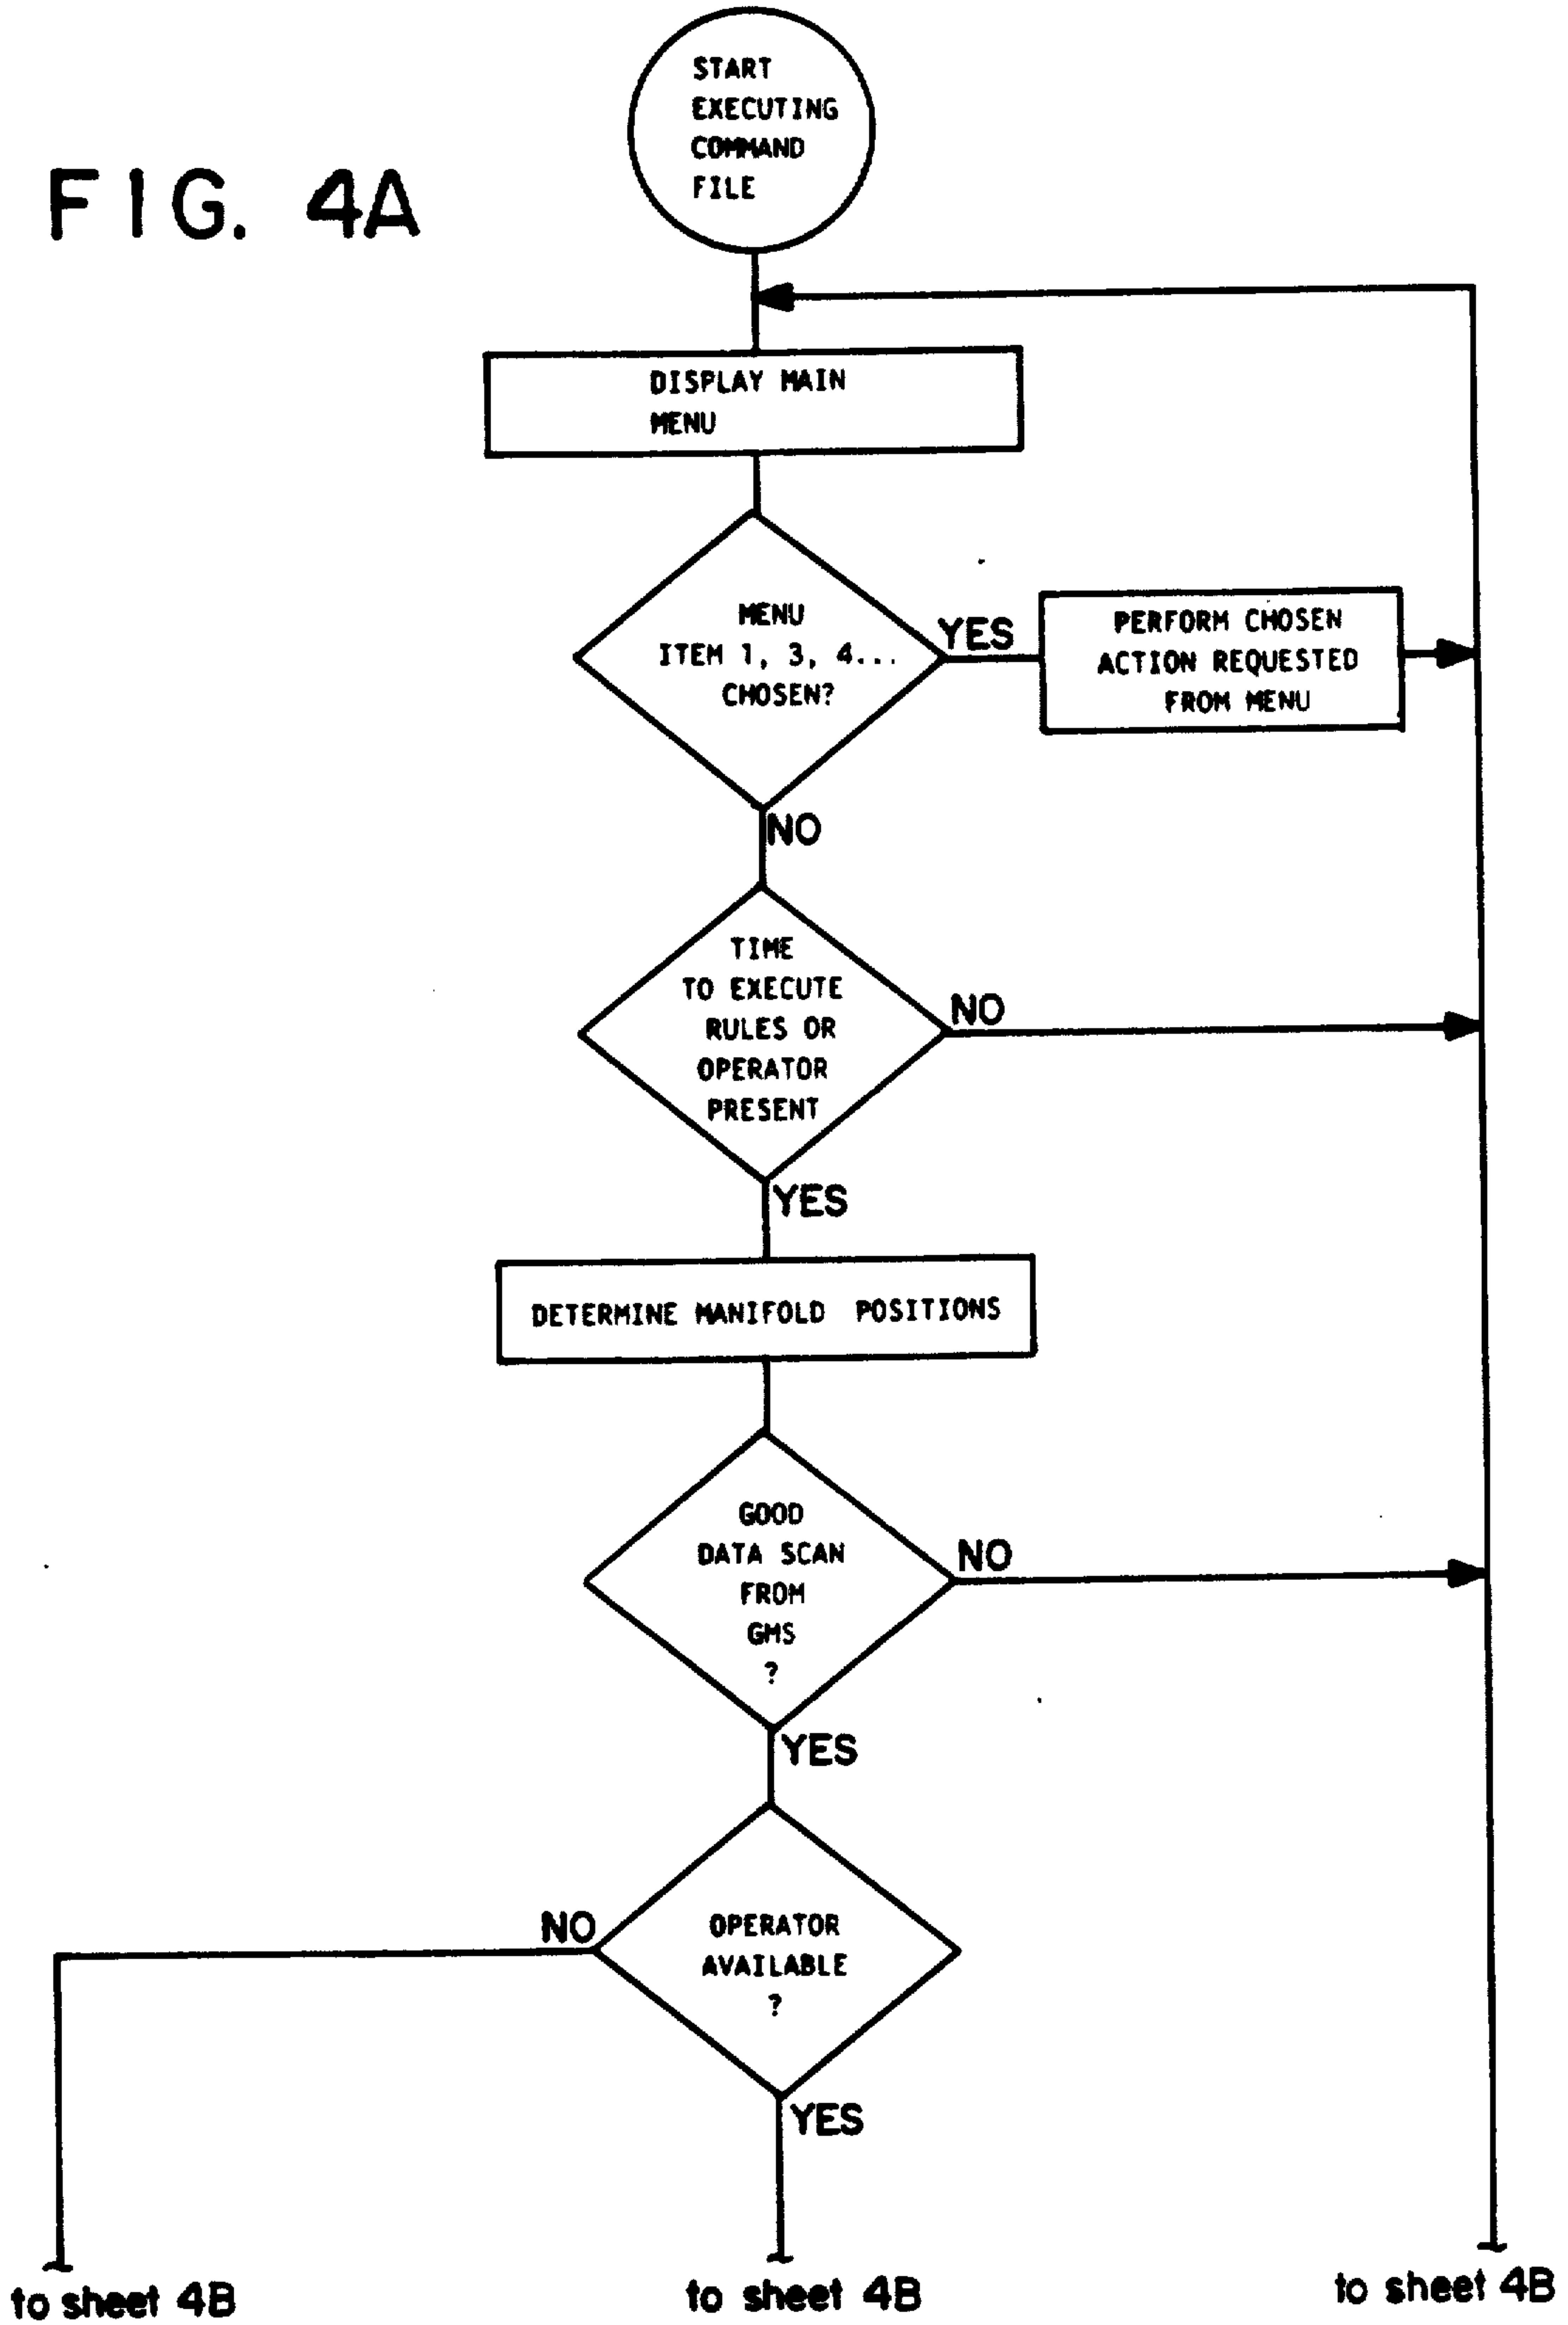 START
EXECUTING
COMMAND
FILE
FIG. 4A
DISPLAY MAIN
MENU
MENU
ITEM 1, 3, 4...
CHOSEN?
YES
PERFORM CHOSEN
ACTION REQUESTED
FROM MENU
NO
TIME
TO EXECUTE
RULES OR
OPERATOR
PRESENT
NO
YES
DETERMINE MANIFOLD POSITIONS
GOOD
DATA SCAN
FROM
GMS
?
NO
YES
OPERATOR
AVAILABLE
?
NO
YES
to sheet 4B
to sheet 4B
to sheet 4B